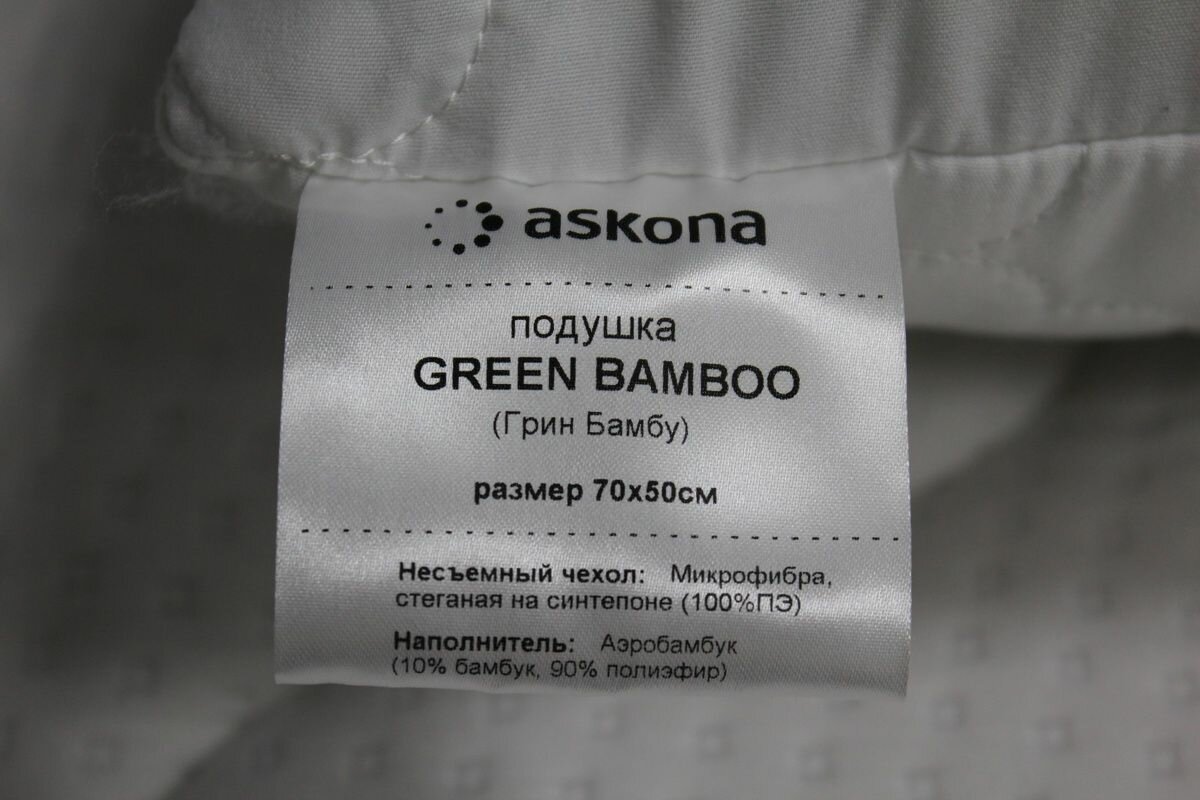 askona
подушка
GREEN BAMBOO
(Грин Бамбу)
размер 70х50см
Несъемный чехол: Микрофибра,
стеганая на синтепоне (100%ПЭ)
Наполнитель: Аэробамбук
(10% бамбук, 90% полиэфир)